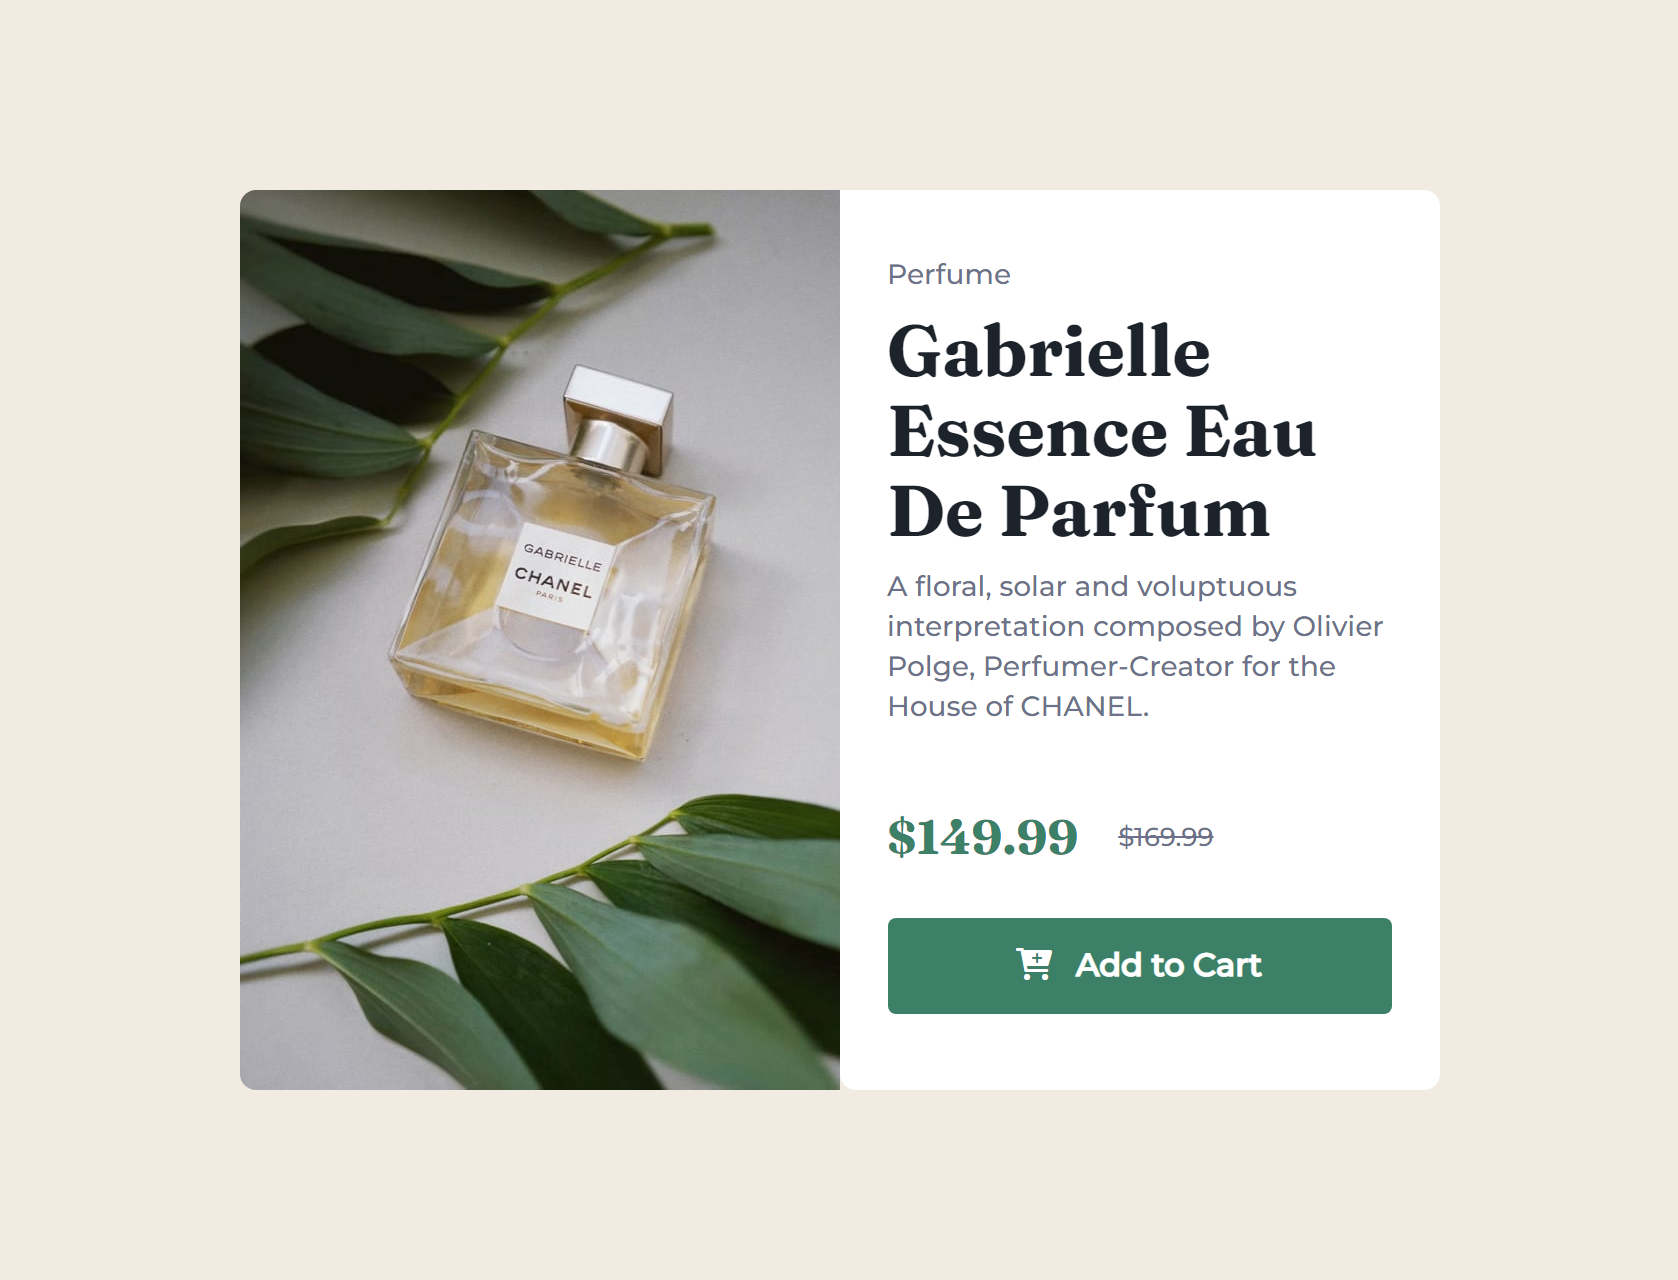 GABRIELLE
CHANEL
PARIS
Perfume
Gabrielle
Essence Eau
De Parfum
A floral, solar and voluptuous
interpretation composed by Olivier
Polge, Perfumer-Creator for the
House of CHANEL.
$149.99 $169.99
Add to Cart